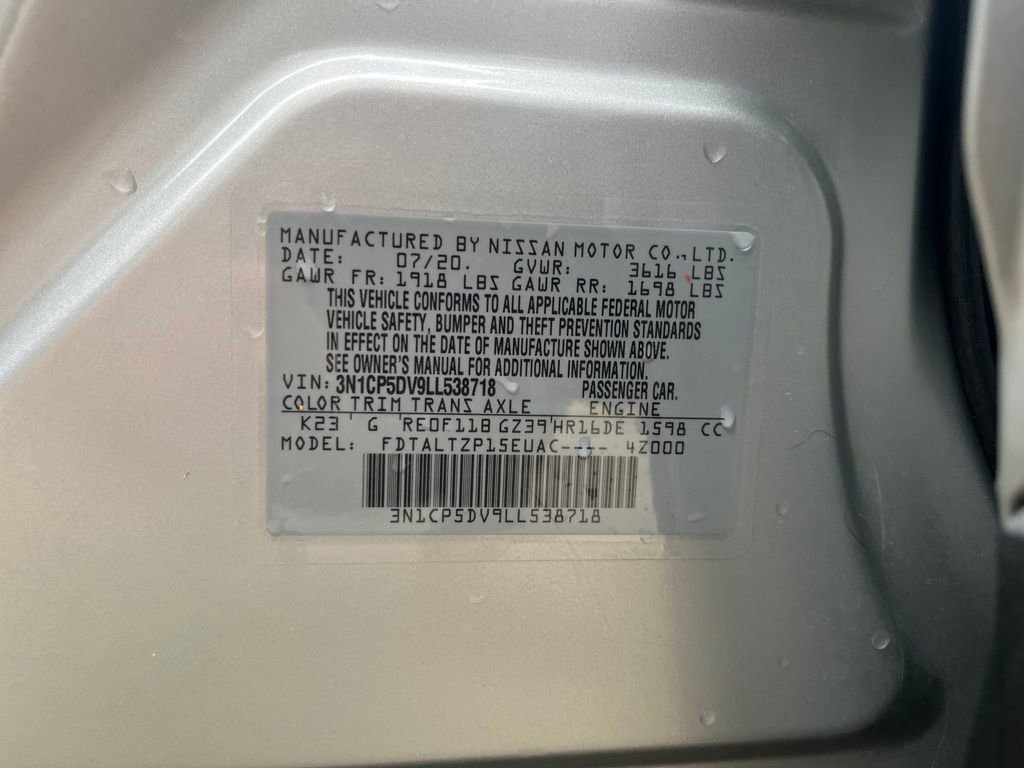 MANUFACTURED BY NISSAN MOTOR CO.,LTD.
DATE: 07/20. GVWR: 3616 LBS
GAWR FR: 1918 LBS GAWR RR: 1698 LBS
THIS VEHICLE CONFORMS TO ALL APPLICABLE FEDERAL MOTOR
VEHICLE SAFETY, BUMPER AND THEFT PREVENTION STANDARDS
IN EFFECT ON THE DATE OF MANUFACTURE SHOWN ABOVE.
SEE OWNER'S MANUAL FOR ADDITIONAL INFORMATION.
VIN: 3N1CP5DV9LL538718 PASSENGER CAR.
COLOR TRIM TRANS AXLE ENGINE
K23 ' G 'RE0F11B GZ39'HR16DE 1598 CC
MODEL: FDTALTZP15EUAC---- 4Z000
3N1CP5DV9LL538718